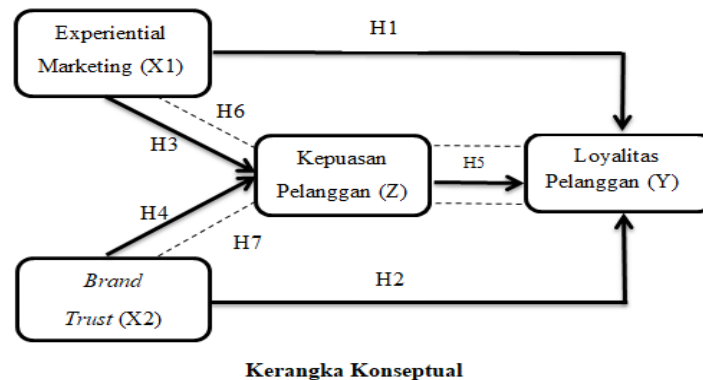 Experiential
Marketing (X1)
H1
H6
H3
Kepuasan
Pelanggan (Z)
H5
Loyalitas
Pelanggan (Y)
H4
H7
Brand
Trust (X2)
H2
Kerangka Konseptual